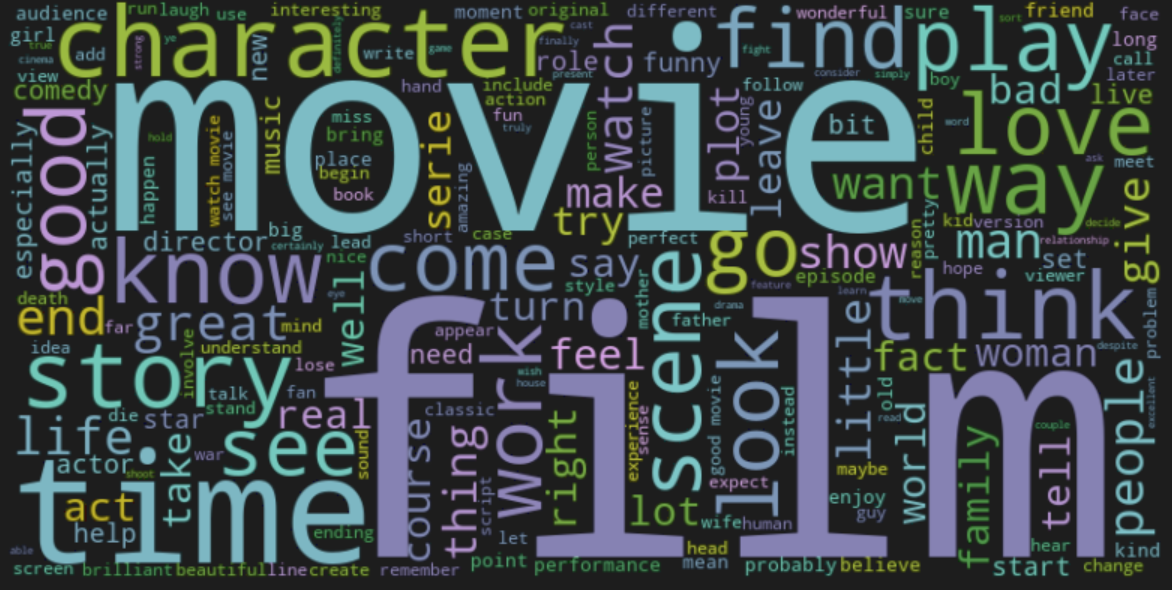 audience
run
laugh
use
interesting
moment
original
different
wonderful
sure
sort
friend
face
girl
true
cinema
add
view
comedy
character
strong
ye
definitely
new
write
game
finally
cast
present
role
funny
watch
find
fight
consider
simply
play
long
call
later
boy
bad
live
movie
hand
include
action
fun
truly
follow
music
miss
bring
place
begin
book
hold
happen
watch movie
see movie
serie
amazing
person
picture
plot
young
leave
bit
child
word
love
ask
meet
especially
good
actually
make
kill
want
way
try
kid
version
decide
pretty
give
director
big
certainly
lead
nice
short
case
perfect
go
show
reason
man
relationship
set
viewer
know
come
say
style
episode
feature
hope
eye
well
mother
drama
learn
move
think
problem
death
end
far
great
mind
turn
father
film
idea
understand
involve
lose
appear
need
work
feel
scene
look
little
fact
woman
despite
story
talk
stand
fan
wish
house
old
read
excellent
life
die
star
real
classic
experience
sense
good movie
instead
people
couple
actor
shoot
take
war
see
sound
course
thing
script
right
expect
maybe
world
family
tell
time
act
help
ending
lot
wife
human
enjoy
guy
let
able
screen
brilliant
beautiful
line
create
remember
point
performance
head
mean
probably
believe
hear
start
kind
change